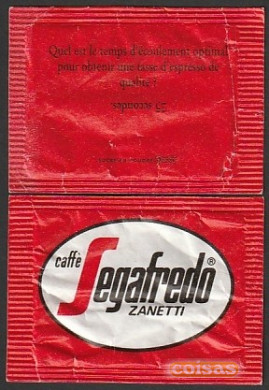 Quel est le temps d'écoulement optimal
pour obtenir une tasse d'espresso de
qualité?
25 secondes
caffè
Segafredo®
ZANETTI
coisas